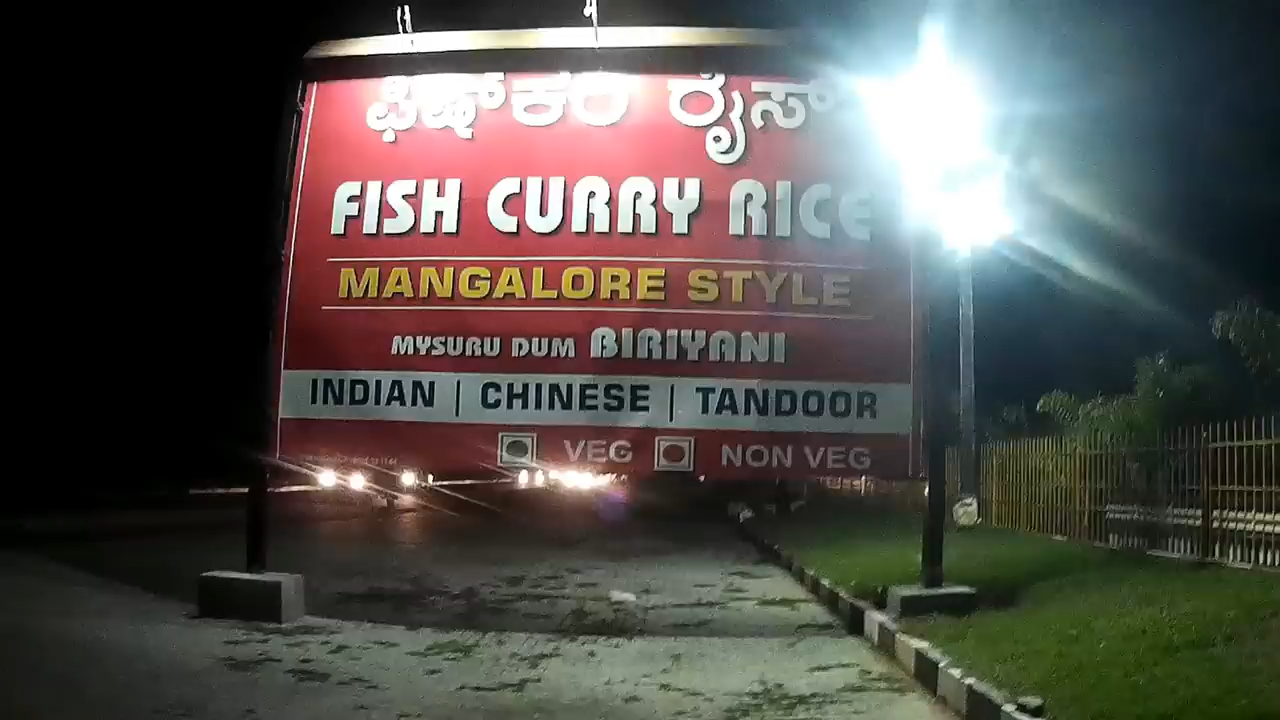 ಫಿಷ್ ಕರಿ ರೈಸ್
FISH CURRY RICE
MANGALORE STYLE
MYSURU DUM BIRIYANI
INDIAN | CHINESE | TANDOOR
VEG NON VEG